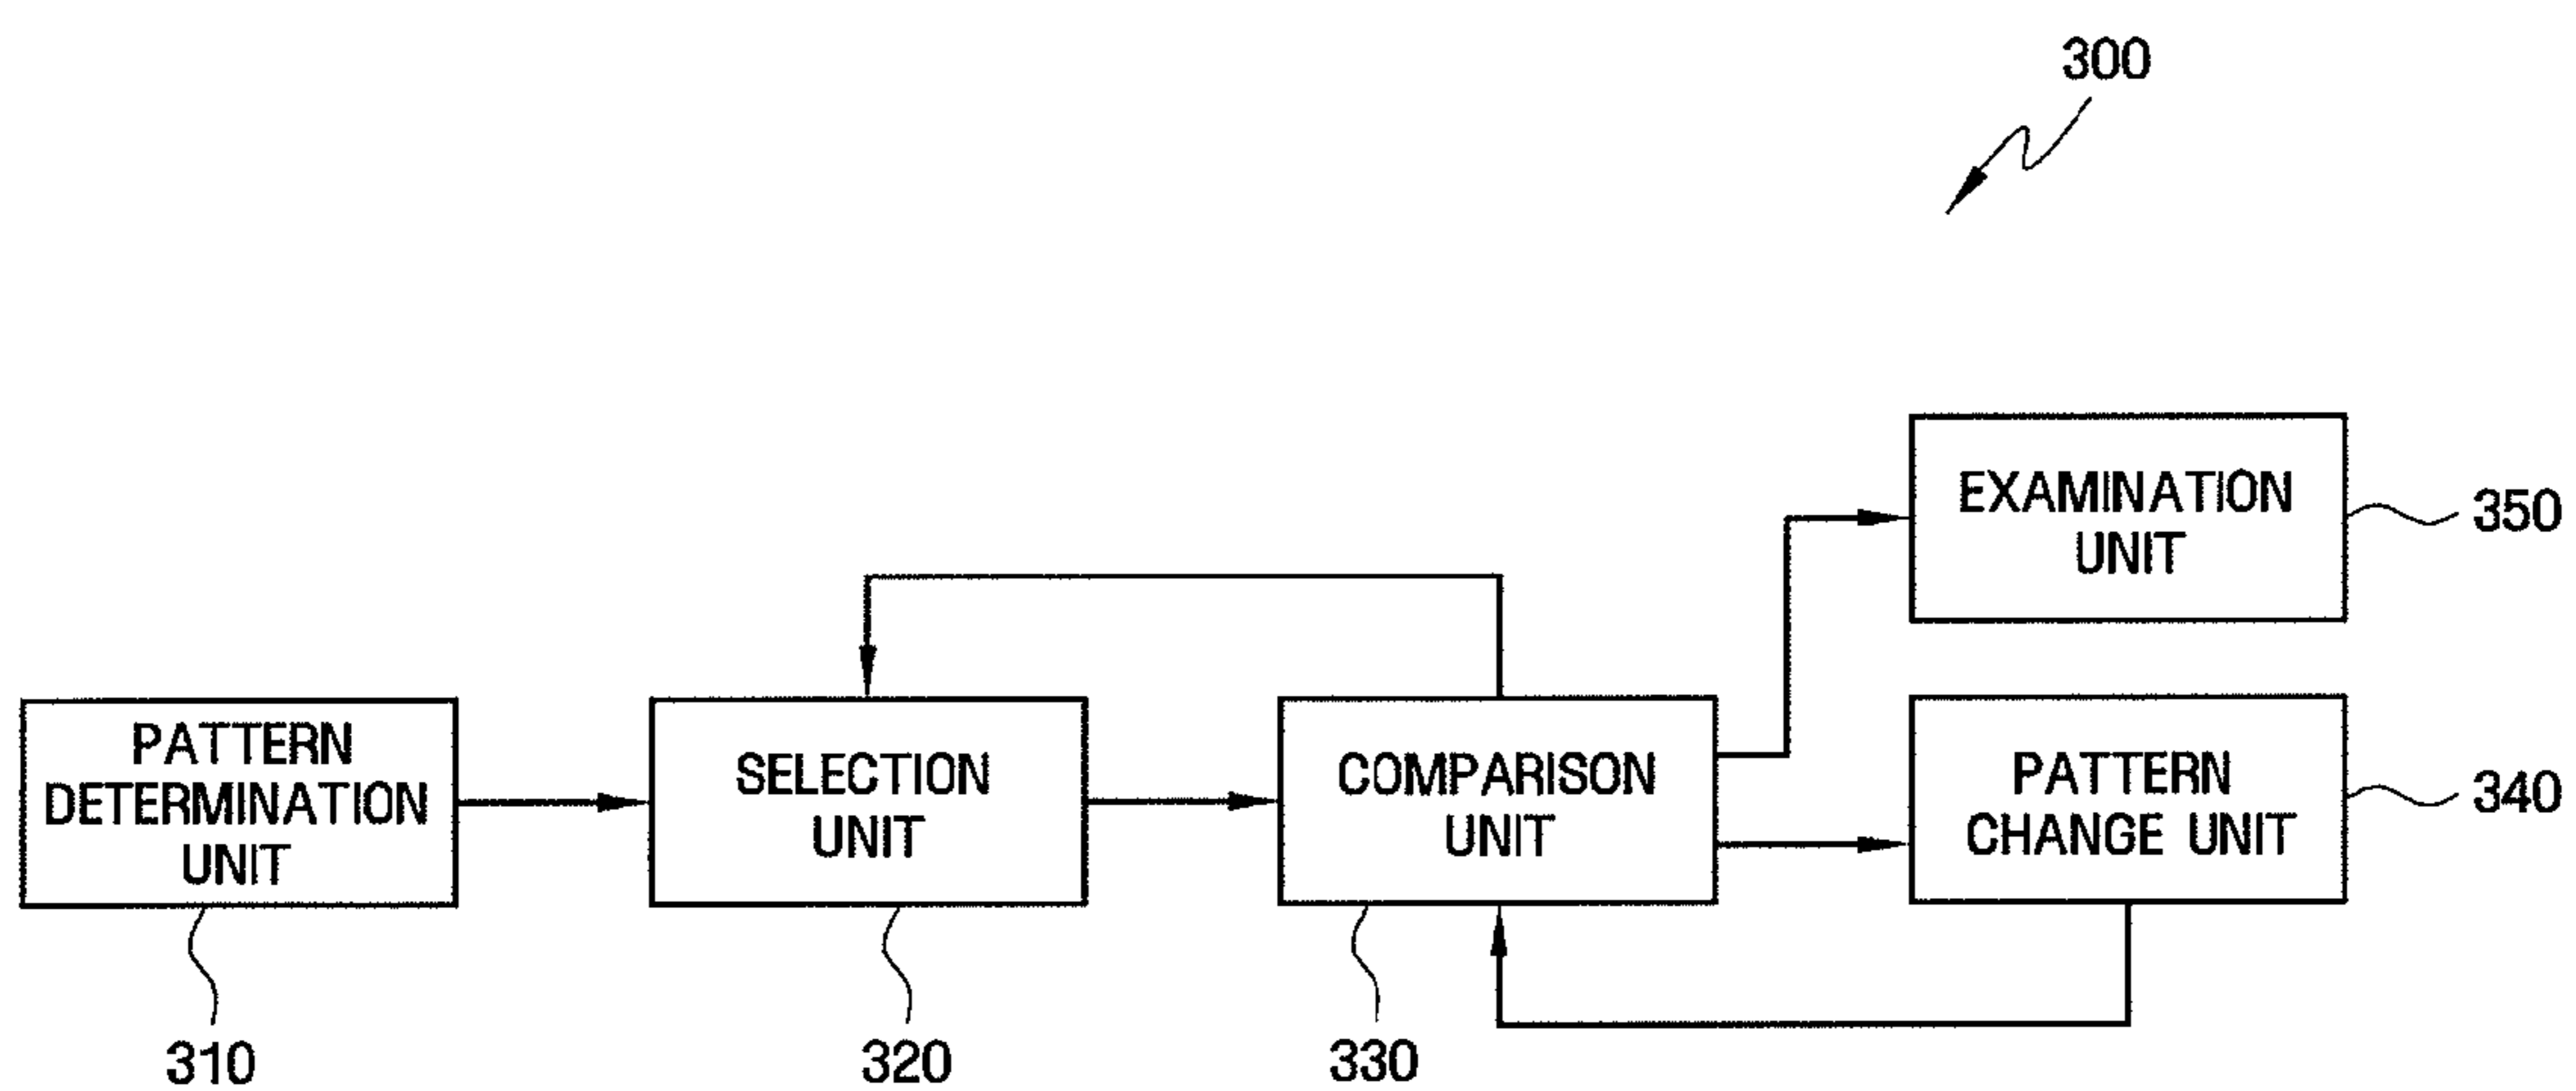 300
EXAMINATION
UNIT
350
PATTERN
DETERMINATION
UNIT
SELECTION
UNIT
COMPARISON
UNIT
PATTERN
CHANGE UNIT
340
310
320
330